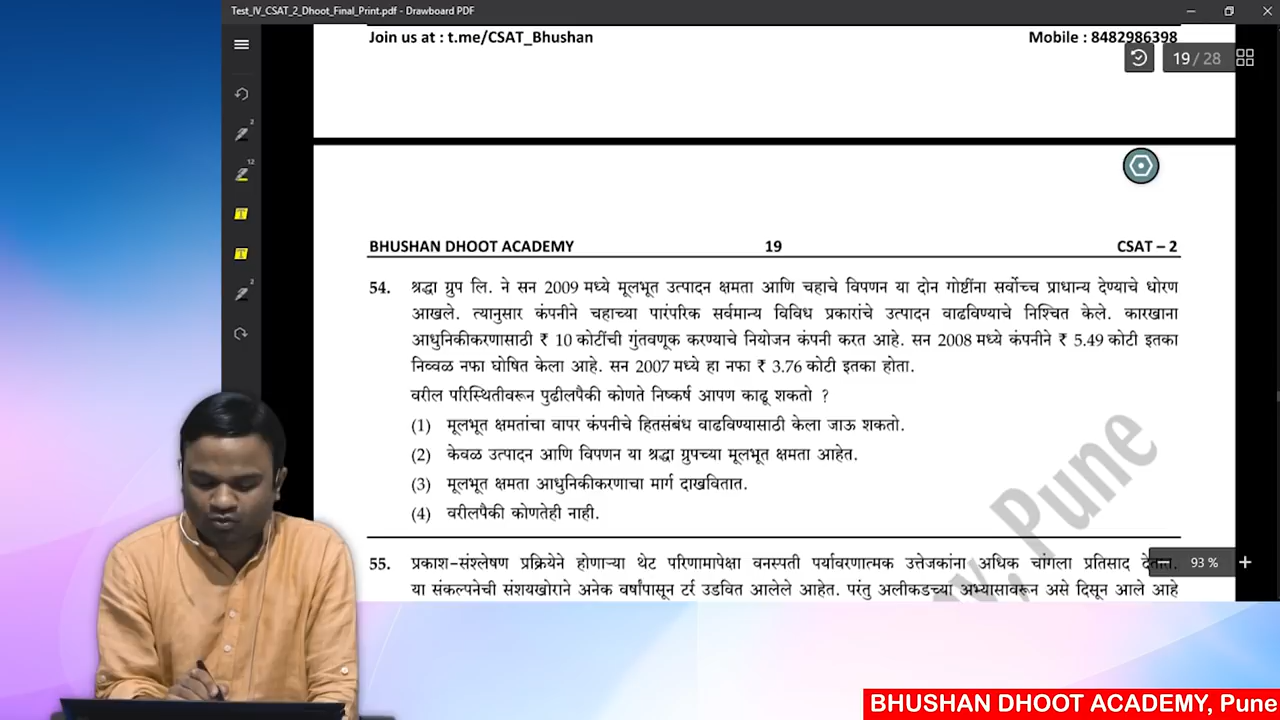 Test_IV_CSAT_2_Dhoot_Final_Print.pdf - Drawboard PDF
Join us at : t.me/CSAT_Bhushan Mobile : 8482986398
19 / 28
2
12
T
T
2
BHUSHAN DHOOT ACADEMY 19 CSAT – 2
54. श्रद्धा ग्रुप लि. ने सन 2009 मध्ये मूलभूत उत्पादन क्षमता आणि चहाचे विपणन या दोन गोष्टींना सर्वोच्च प्राधान्य देण्याचे धोरण
आखले. त्यानुसार कंपनीने चहाच्या पारंपरिक सर्वमान्य विविध प्रकारांचे उत्पादन वाढविण्याचे निश्चित केले. कारखाना
आधुनिकीकरणासाठी ₹ 10 कोटींची गुंतवणूक करण्याचे नियोजन कंपनी करत आहे. सन 2008 मध्ये कंपनीने ₹ 5.49 कोटी इतका
निव्वळ नफा घोषित केला आहे. सन 2007 मध्ये हा नफा ₹ 3.76 कोटी इतका होता.
वरील परिस्थितीवरून पुढीलपैकी कोणते निष्कर्ष आपण काढू शकतो ?
(1) मूलभूत क्षमतांचा वापर कंपनीचे हितसंबंध वाढविण्यासाठी केला जाऊ शकतो.
(2) केवळ उत्पादन आणि विपणन या श्रद्धा ग्रुपच्या मूलभूत क्षमता आहेत.
(3) मूलभूत क्षमता आधुनिकीकरणाचा मार्ग दाखवितात.
(4) वरीलपैकी कोणतेही नाही.
Pune
55. प्रकाश-संश्लेषण प्रक्रियेने होणाऱ्या थेट परिणामापेक्षा वनस्पती पर्यावरणात्मक उत्तेजकांना अधिक चांगला प्रतिसाद
93 %
या संकल्पनेची संशयखोराने अनेक वर्षांपासून टर्र उडवित आलेले आहेत. परंतु अलीकडच्या अभ्यासावरून असे दिसून आले आहे
BHUSHAN DHOOT ACADEMY, Pune